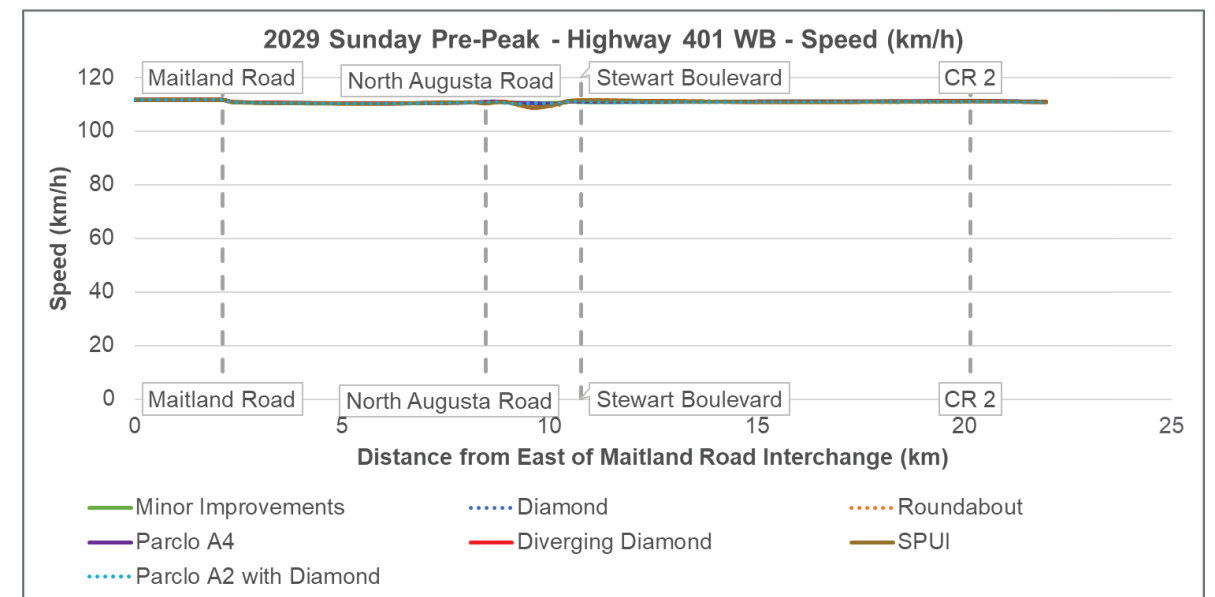 2029 Sunday Pre-Peak - Highway 401 WB - Speed (km/h)
120
Maitland Road
North Augusta Road
Stewart Boulevard
CR 2
100
80
60
40
20
0
Speed (km/h)
Maitland Road
North Augusta Road
Stewart Boulevard
CR 2
0 5 10 15 20 25
Distance from East of Maitland Road Interchange (km)
Minor Improvements Diamond Roundabout
Parclo A4 Diverging Diamond SPUI
Parclo A2 with Diamond